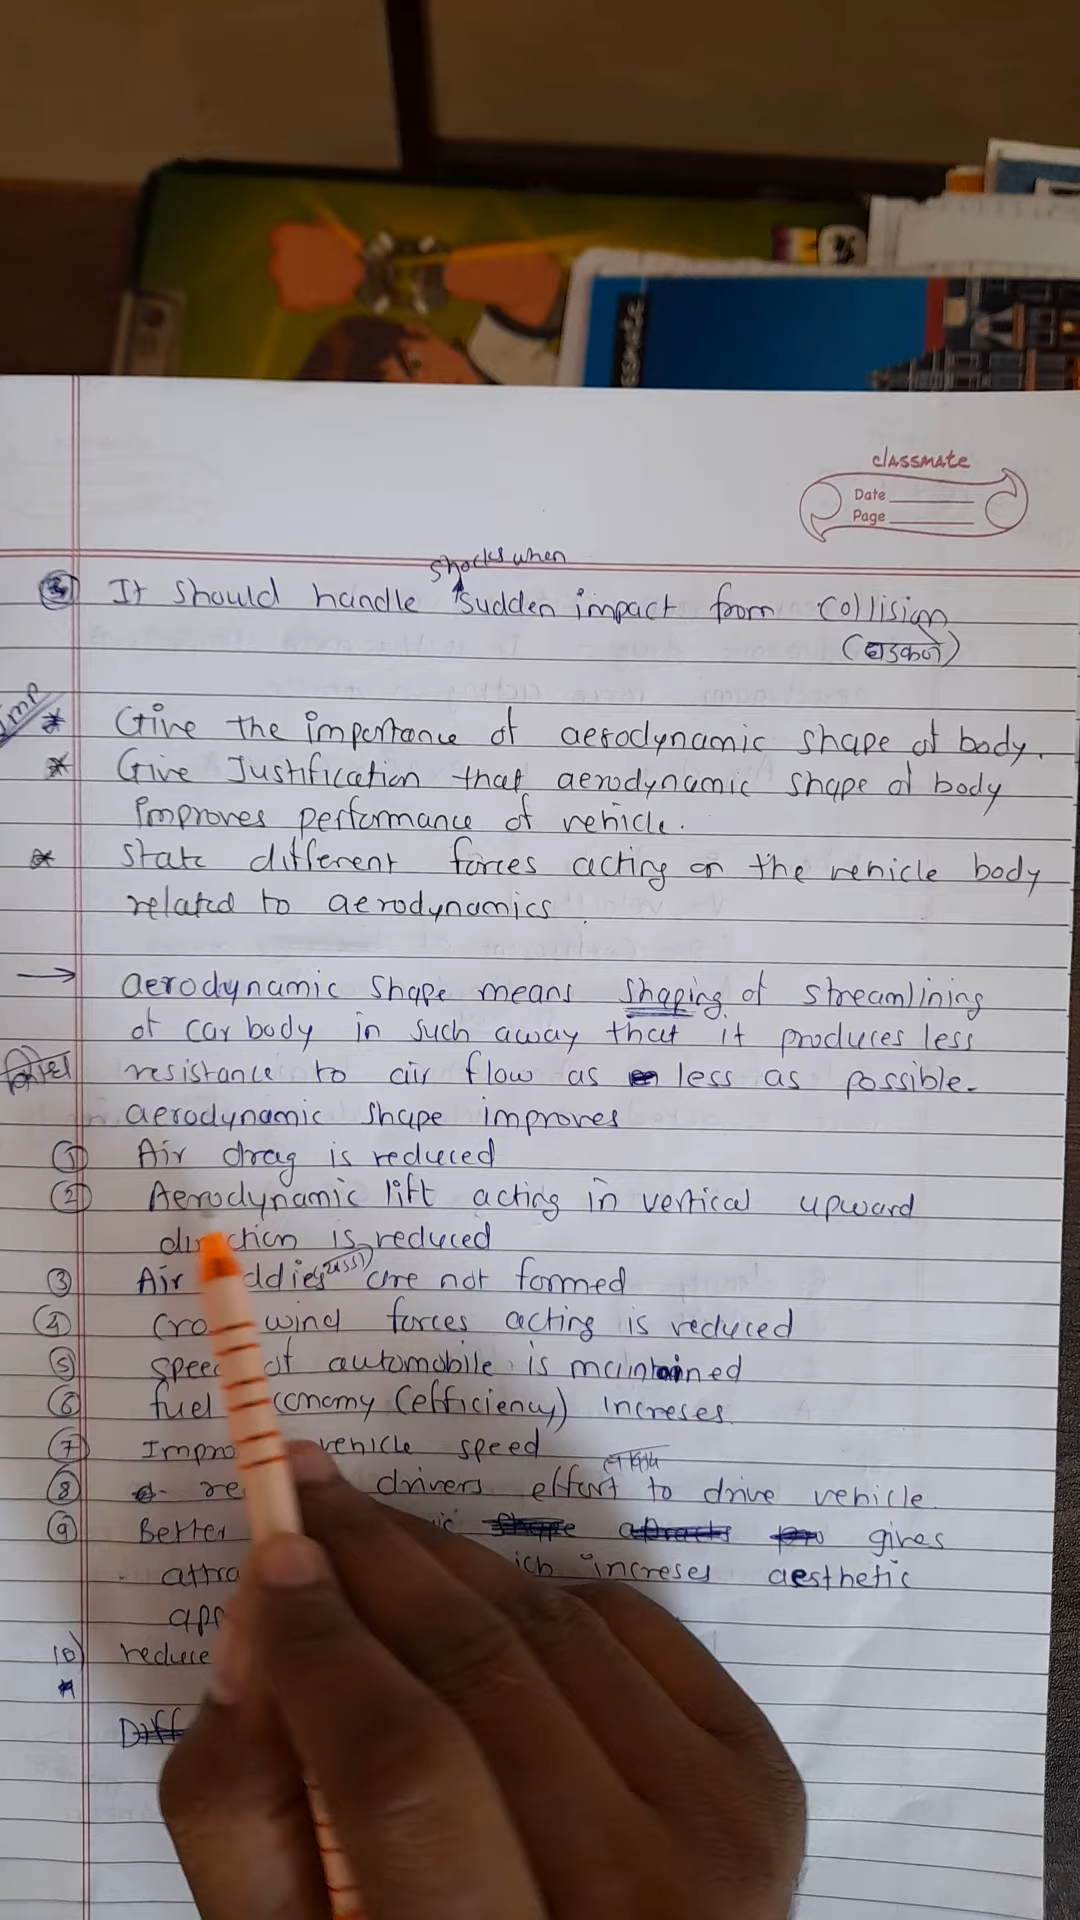 classmate
Date
Page
shocks when
It should handle sudden impact from collision
(धडकणे)
Imp
* Give the importance of aerodynamic shape of body.
* Give Justification that aerodynamic shape of body
improves performance of vehicle.
* State different forces acting on the vehicle body
related to aerodynamics.
→ aerodynamic shape means shaping of streamlining
of car body in such away that it produces less
resistance to air flow as less as possible.
aerodynamic shape improves
① Air drag is reduced
② Aerodynamic lift acting in vertical upward
direction is reduced
③ Air are not formed
④ wind forces acting is reduced
⑤ of automobile is maintained
⑥ fuel (efficiency) increses.
⑦ vehicle speed
⑧ drivers effort to drive vehicle
⑨ Better gives
increses aesthetic
10) reduce
*